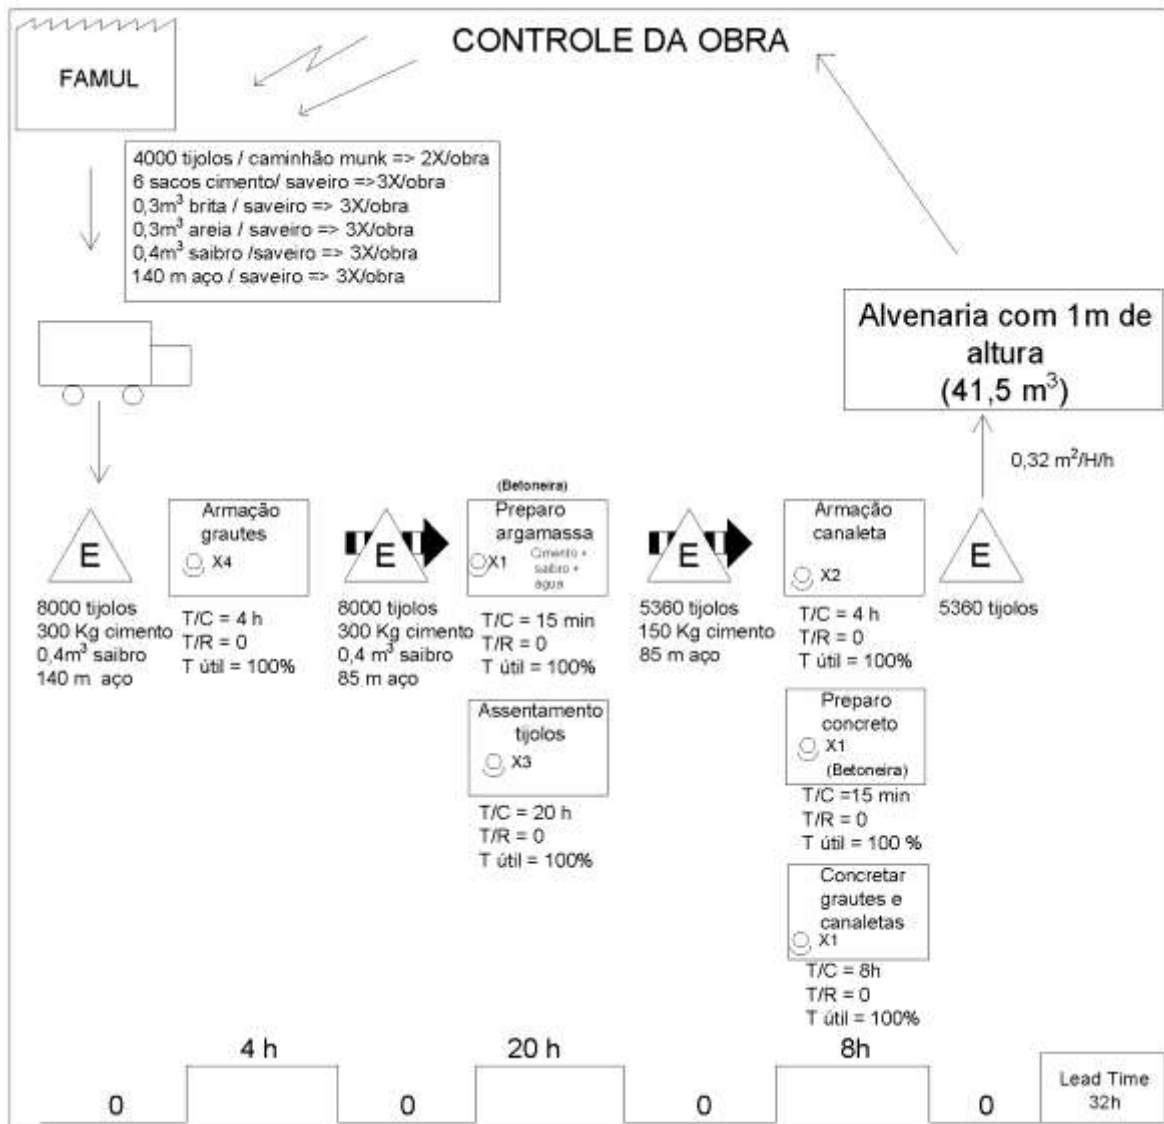 CONTROLE DA OBRA
FAMUL
4000 tijolos / caminhão munk => 2X/obra
6 sacos cimento/ saveiro =>3X/obra
0,3m³ brita / saveiro => 3X/obra
0,3m³ areia / saveiro => 3X/obra
0,4m³ saibro /saveiro => 3X/obra
140 m aço / saveiro => 3X/obra
Alvenaria com 1m de
altura
(41,5 m³)
0,32 m²/H/h
E
8000 tijolos
300 Kg cimento
0,4m³ saibro
140 m aço
Armação
grautes
X4
T/C = 4 h
T/R = 0
T útil = 100%
E
8000 tijolos
300 Kg cimento
0,4 m³ saibro
85 m aço
(Betoneira)
Preparo
argamassa
X1
Cimento +
saibro +
agua
T/C = 15 min
T/R = 0
T útil = 100%
Assentamento
tijolos
X3
T/C = 20 h
T/R = 0
T útil = 100%
E
5360 tijolos
150 Kg cimento
85 m aço
Armação
canaleta
X2
T/C = 4 h
T/R = 0
T útil = 100%
Preparo
concreto
X1
(Betoneira)
T/C =15 min
T/R = 0
T útil = 100 %
Concretar
grautes e
canaletas
X1
T/C = 8h
T/R = 0
T útil = 100%
E
5360 tijolos
0
4 h
0
20 h
0
8h
0
Lead Time
32h